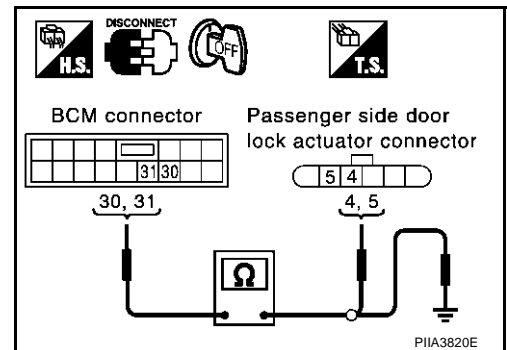 DISCONNECT
H.S.
OFF
T.S.
BCM connector
Passenger side door
lock actuator connector
31 30
5 4
30, 31
4, 5
Ω
PIIA3820E